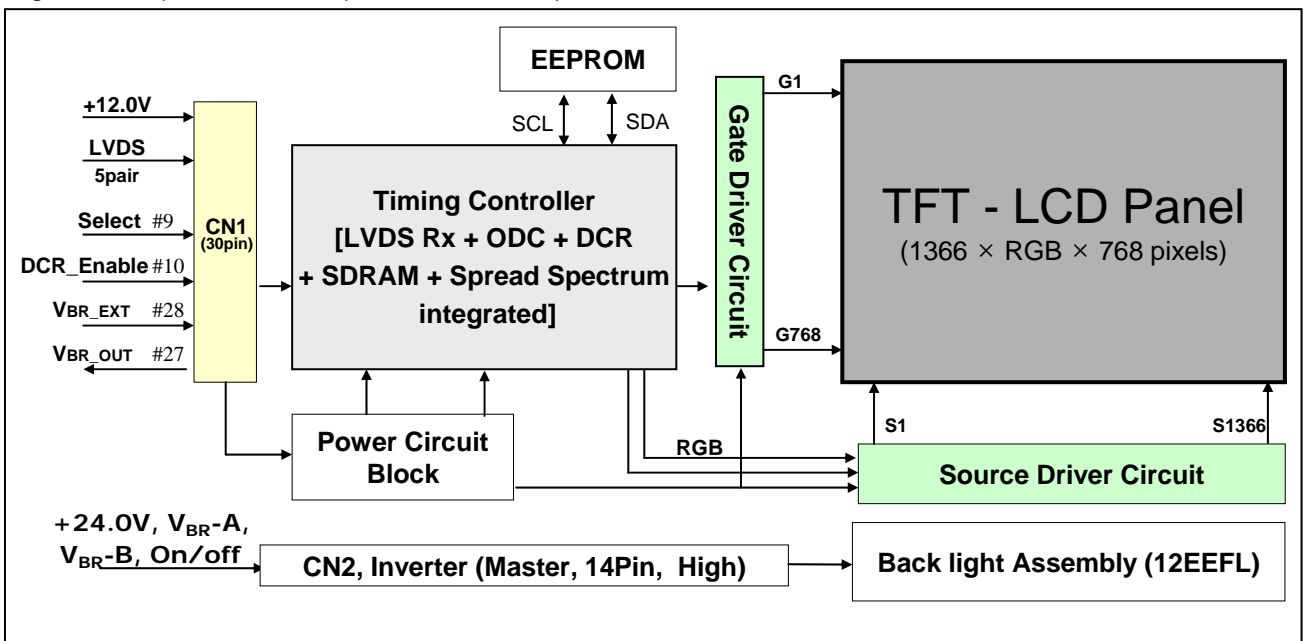 EEPROM
SCL
SDA
+12.0V
LVDS
5pair
Select #9
DCR_Enable #10
VBR_EXT #28
VBR_OUT #27
CN1
(30pin)
Timing Controller
[LVDS Rx + ODC + DCR
+ SDRAM + Spread Spectrum
integrated]
Gate Driver Circuit
G1
G768
TFT - LCD Panel
(1366 × RGB × 768 pixels)
S1
S1366
Power Circuit
Block
RGB
Source Driver Circuit
+24.0V, VBR-A,
VBR-B, On/off
CN2, Inverter (Master, 14Pin, High)
Back light Assembly (12EEFL)